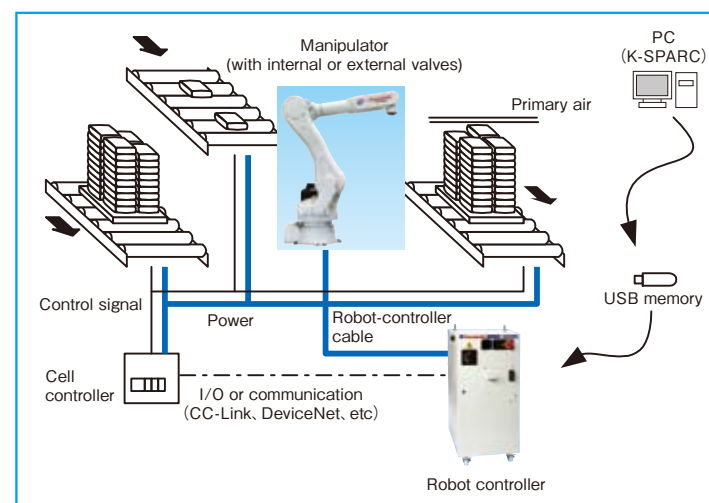 Manipulator
(with internal or external valves)
PC
(K-SPARC)
Primary air
Control signal
Power
Robot-controller
cable
USB memory
Cell
controller
I/O or communication
(CC-Link、DeviceNet、etc)
Robot controller